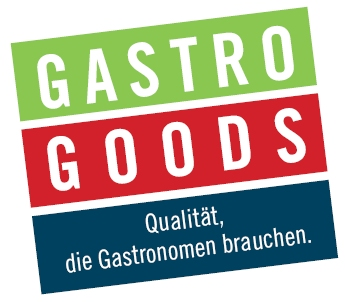 GASTRO
GOODS
Qualität,
die Gastronomen brauchen.